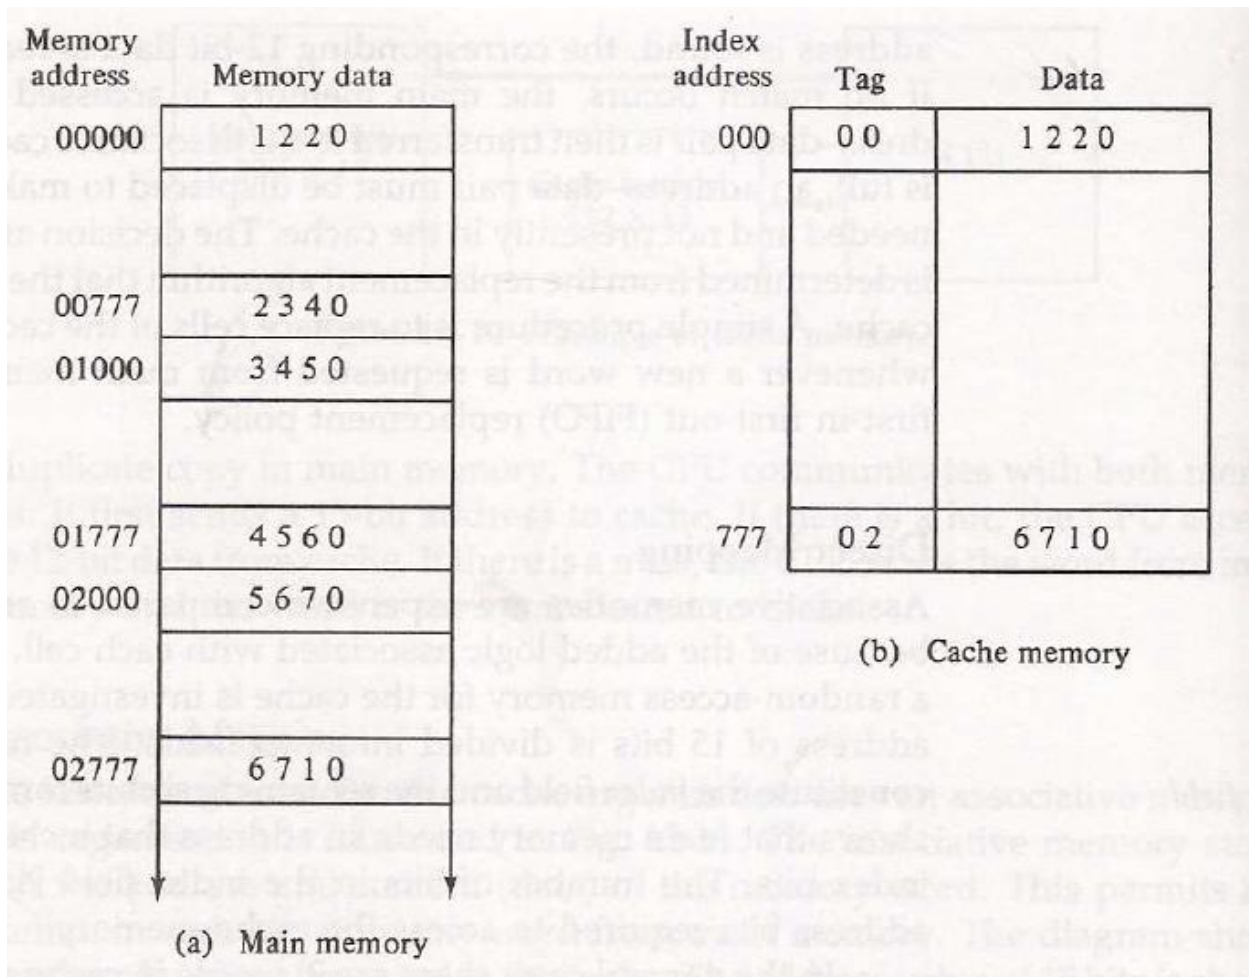 Memory
address Memory data
00000 1 2 2 0
00777 2 3 4 0
01000 3 4 5 0
01777 4 5 6 0
02000 5 6 7 0
02777 6 7 1 0
(a) Main memory
Index
address Tag Data
000 0 0 1 2 2 0
777 0 2 6 7 1 0
(b) Cache memory